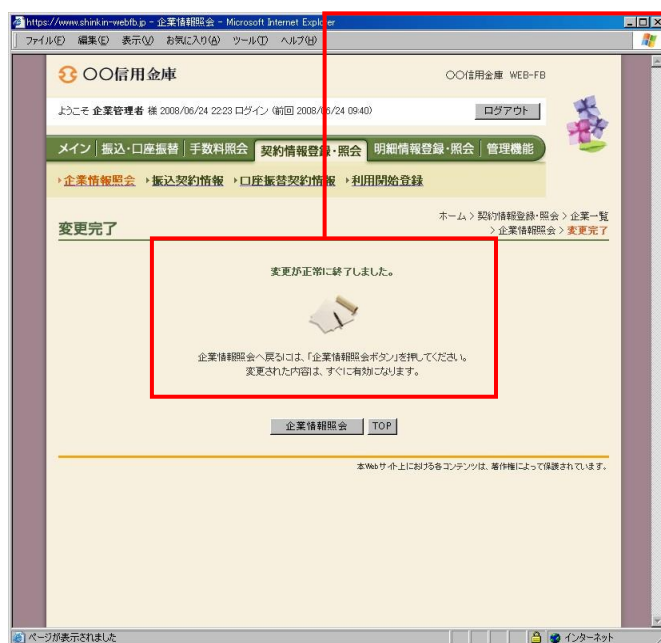 https://www.shinkin-webfb.jp - 企業情報照会 - Microsoft Internet Explorer
ファイル(F) 編集(E) 表示(V) お気に入り(A) ツール(T) ヘルプ(H)
〇〇信用金庫
〇〇信用金庫 WEB-FB
ようこそ 企業管理者 様 2008/06/24 22:23 ログイン (前回 2008/06/24 09:40)
ログアウト
メイン 振込・口座振替 手数料照会 契約情報登録・照会 明細情報登録・照会 管理機能
企業情報照会 振込契約情報 口座振替契約情報 利用開始登録
変更完了
ホーム > 契約情報登録・照会 > 企業一覧
> 企業情報照会 > 変更完了
変更が正常に終了しました。
企業情報照会へ戻るには、「企業情報照会ボタン」を押してください。
変更された内容は、すぐに有効になります。
企業情報照会 TOP
本Webサイト上における各コンテンツは、著作権によって保護されています。
ページが表示されました
インターネット